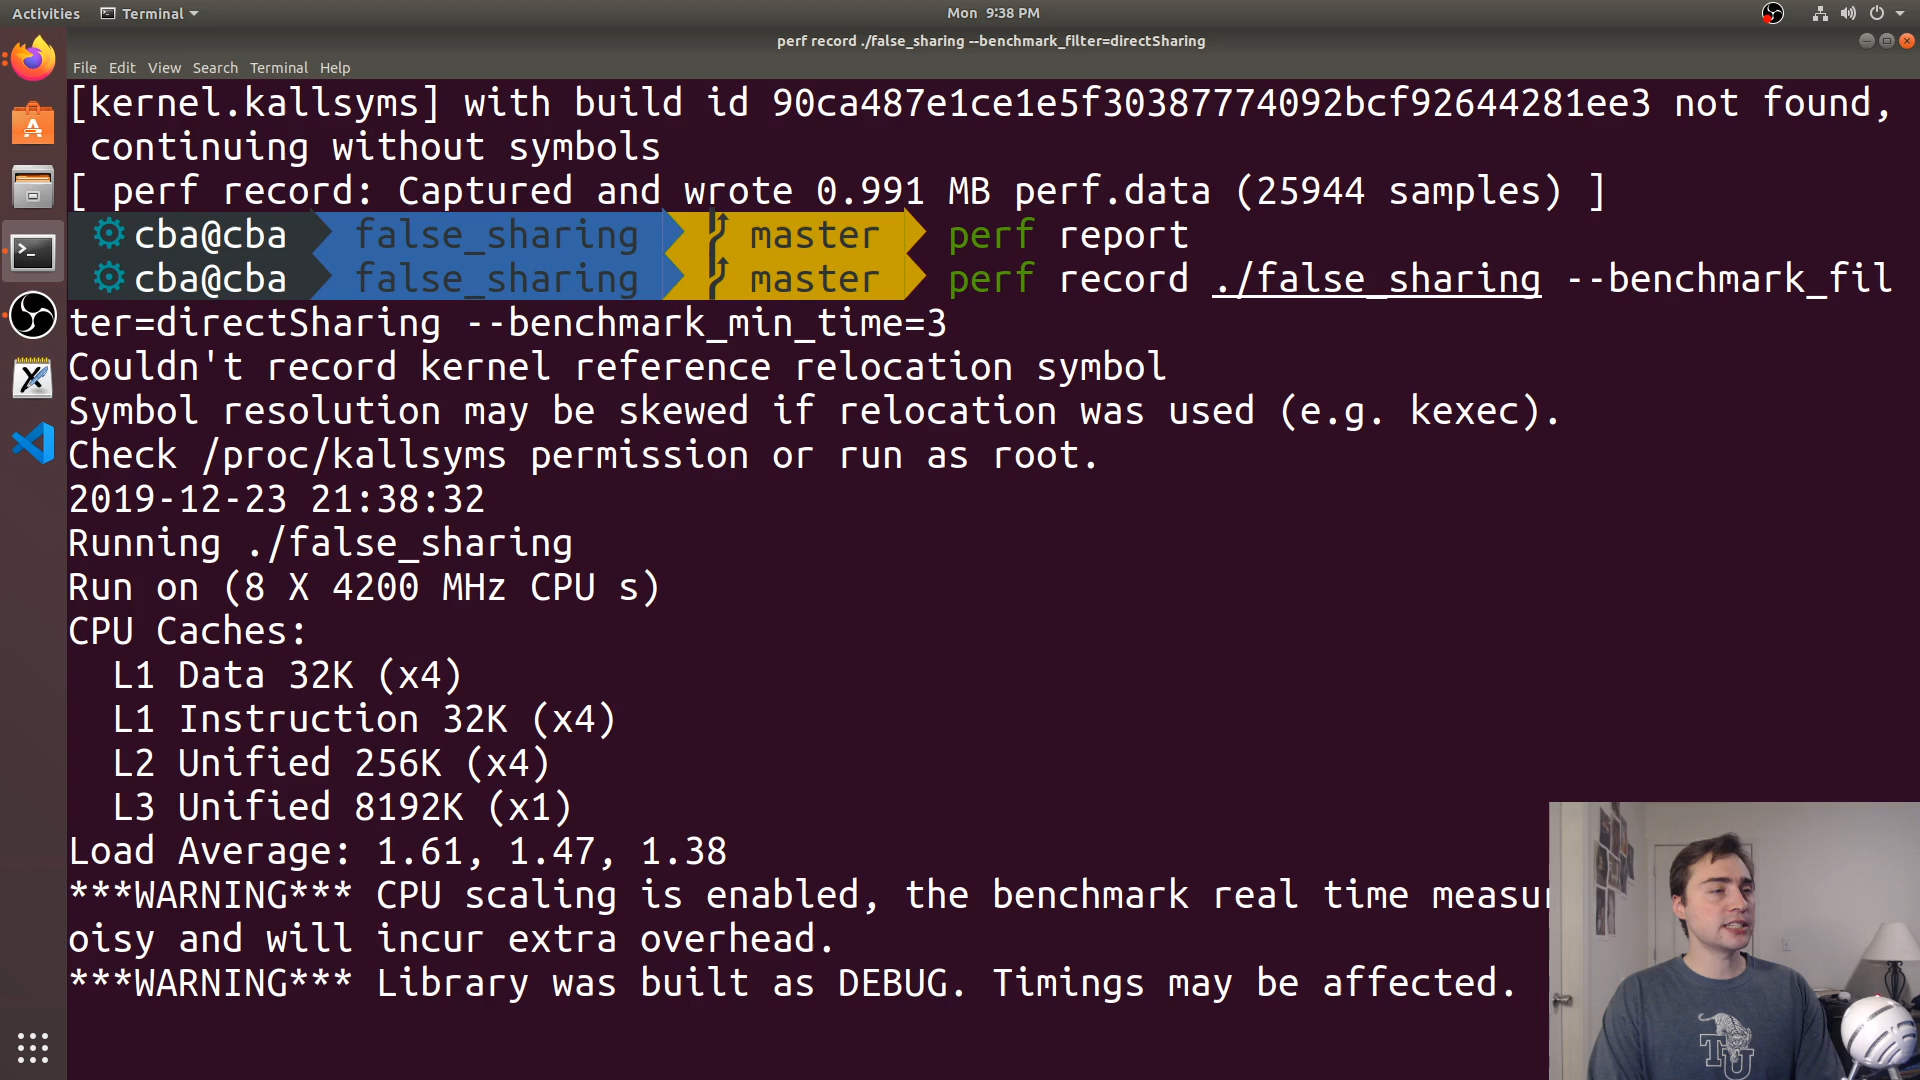 Activities Terminal Mon 9:38 PM
perf record ./false_sharing --benchmark_filter=directSharing
File Edit View Search Terminal Help
[kernel.kallsyms] with build id 90ca487e1ce1e5f30387774092bcf92644281ee3 not found,
continuing without symbols
[ perf record: Captured and wrote 0.991 MB perf.data (25944 samples) ]
cba@cba false_sharing master perf report
cba@cba false_sharing master perf record ./false_sharing --benchmark_fil
ter=directSharing --benchmark_min_time=3
Couldn't record kernel reference relocation symbol
Symbol resolution may be skewed if relocation was used (e.g. kexec).
Check /proc/kallsyms permission or run as root.
2019-12-23 21:38:32
Running ./false_sharing
Run on (8 X 4200 MHz CPU s)
CPU Caches:
L1 Data 32K (x4)
L1 Instruction 32K (x4)
L2 Unified 256K (x4)
L3 Unified 8192K (x1)
Load Average: 1.61, 1.47, 1.38
***WARNING*** CPU scaling is enabled, the benchmark real time measu
oisy and will incur extra overhead.
***WARNING*** Library was built as DEBUG. Timings may be affected.
TU